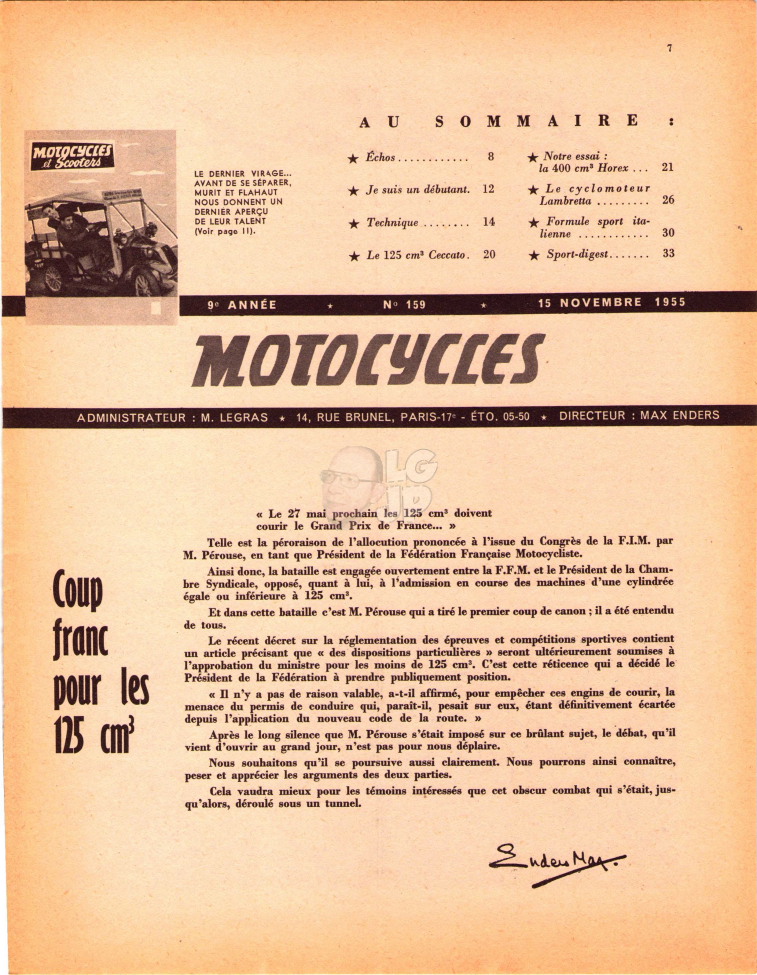 7
AU SOMMAIRE :
MOTOCYCLES
et Scooters
LE DERNIER VIRAGE...
AVANT DE SE SÉPARER,
MURIT ET FLAHAUT
NOUS DONNENT UN
DERNIER APERÇU
DE LEUR TALENT
(Voir page 11).
★ Échos ............ 8
★ Je suis un débutant. 12
★ Technique ........ 14
★ Le 125 cm³ Ceccato. 20
★ Notre essai :
la 400 cm³ Horex ... 21
★ Le cyclomoteur
Lambretta ......... 26
★ Formule sport ita-
lienne ............ 30
★ Sport-digest....... 33
9e ANNÉE ★ No 159 ★ 15 NOVEMBRE 1955
MOTOCYCLES
ADMINISTRATEUR : M. LEGRAS ★ 14, RUE BRUNEL, PARIS-17e - ÉTO. 05-50 ★ DIRECTEUR : MAX ENDERS
LG
Coup
franc
pour les
125 cm³
« Le 27 mai prochain les 125 cm³ doivent
courir le Grand Prix de France... »
Telle est la péroraison de l'allocution prononcée à l'issue du Congrès de la F.I.M. par
M. Pérouse, en tant que Président de la Fédération Française Motocycliste.
Ainsi donc, la bataille est engagée ouvertement entre la F.F.M. et le Président de la Cham-
bre Syndicale, opposé, quant à lui, à l'admission en course des machines d'une cylindrée
égale ou inférieure à 125 cm³.
Et dans cette bataille c'est M. Pérouse qui a tiré le premier coup de canon ; il a été entendu
de tous.
Le récent décret sur la réglementation des épreuves et compétitions sportives contient
un article précisant que « des dispositions particulières » seront ultérieurement soumises à
l'approbation du ministre pour les moins de 125 cm³. C'est cette réticence qui a décidé le
Président de la Fédération à prendre publiquement position.
« Il n'y a pas de raison valable, a-t-il affirmé, pour empêcher ces engins de courir, la
menace du permis de conduire qui, paraît-il, pesait sur eux, étant définitivement écartée
depuis l'application du nouveau code de la route. »
Après le long silence que M. Pérouse s'était imposé sur ce brûlant sujet, le débat, qu'il
vient d'ouvrir au grand jour, n'est pas pour nous déplaire.
Nous souhaitons qu'il se poursuive aussi clairement. Nous pourrons ainsi connaître,
peser et apprécier les arguments des deux parties.
Cela vaudra mieux pour les témoins intéressés que cet obscur combat qui s'était, jus-
qu'alors, déroulé sous un tunnel.
Enders Max.